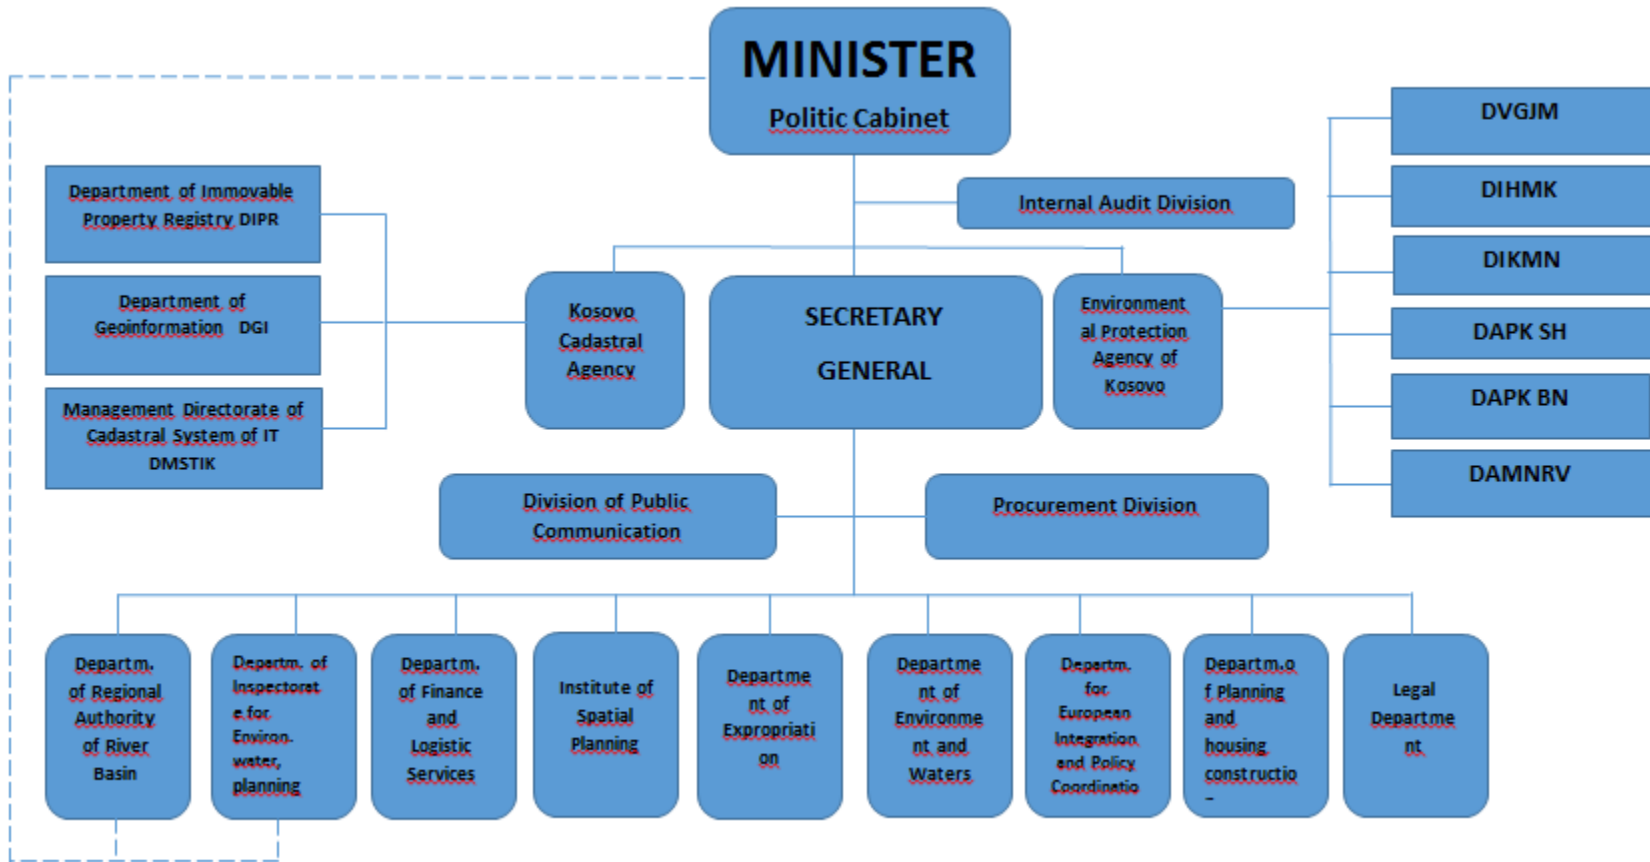 MINISTER
Politic Cabinet
Internal Audit Division
Department of Immovable
Property Registry DIPR
Department of
Geoinformation DGI
Management Directorate of
Cadastral System of IT
DMSTIK
Kosovo
Cadastral
Agency
SECRETARY
GENERAL
Environment
al Protection
Agency of
Kosovo
DVGJM
DIHMK
DIKMN
DAPK SH
DAPK BN
DAMNRV
Division of Public
Communication
Procurement Division
Departm.
of Regional
Authority
of River
Basin
Departm. of
Inspectorat
e for
Environ.
water,
planning
Departm.
of Finance
and
Logistic
Services
Institute of
Spatial
Planning
Departme
nt of
Expropriati
on
Departme
nt of
Environme
nt and
Waters
Departm.
for
European
Integration
and Policy
Coordinatio
Departm.o
f Planning
and
housing
constructio
Legal
Departme
nt